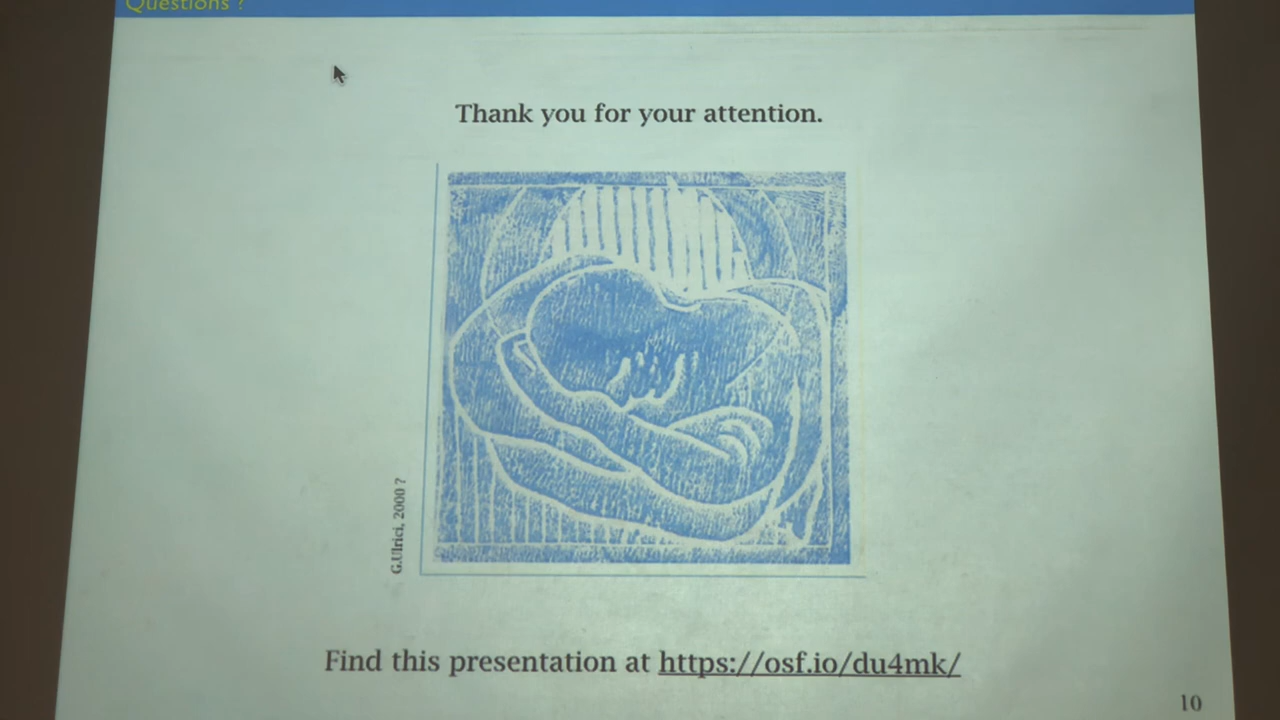 Questions ?
Thank you for your attention.
G.Ulrici, 2000 ?
Find this presentation at https://osf.io/du4mk/
10